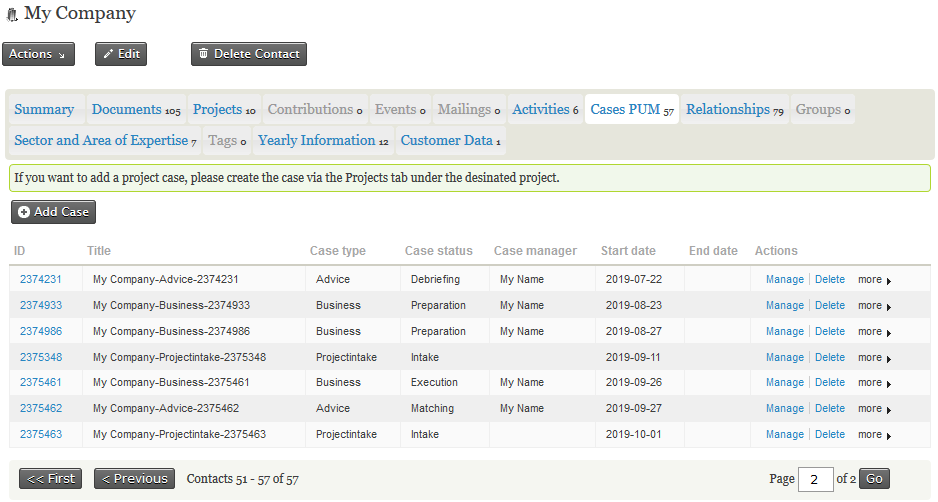 My Company
Actions Edit Delete Contact
Summary Documents 105 Projects 10 Contributions 0 Events 0 Mailings 0 Activities 6 Cases PUM 57 Relationships 79 Groups 0
Sector and Area of Expertise 7 Tags 0 Yearly Information 12 Customer Data 1
If you want to add a project case, please create the case via the Projects tab under the desinated project.
Add Case
ID Title Case type Case status Case manager Start date End date Actions
2374231 My Company-Advice-2374231 Advice Debriefing My Name 2019-07-22 Manage Delete more
2374933 My Company-Business-2374933 Business Preparation My Name 2019-08-23 Manage Delete more
2374986 My Company-Business-2374986 Business Preparation My Name 2019-08-27 Manage Delete more
2375348 My Company-Projectintake-2375348 Projectintake Intake 2019-09-11 Manage Delete more
2375461 My Company-Business-2375461 Business Execution My Name 2019-09-26 Manage Delete more
2375462 My Company-Advice-2375462 Advice Matching My Name 2019-09-27 Manage Delete more
2375463 My Company-Projectintake-2375463 Projectintake Intake 2019-10-01 Manage Delete more
<< First < Previous Contacts 51 - 57 of 57 Page 2 of 2 Go